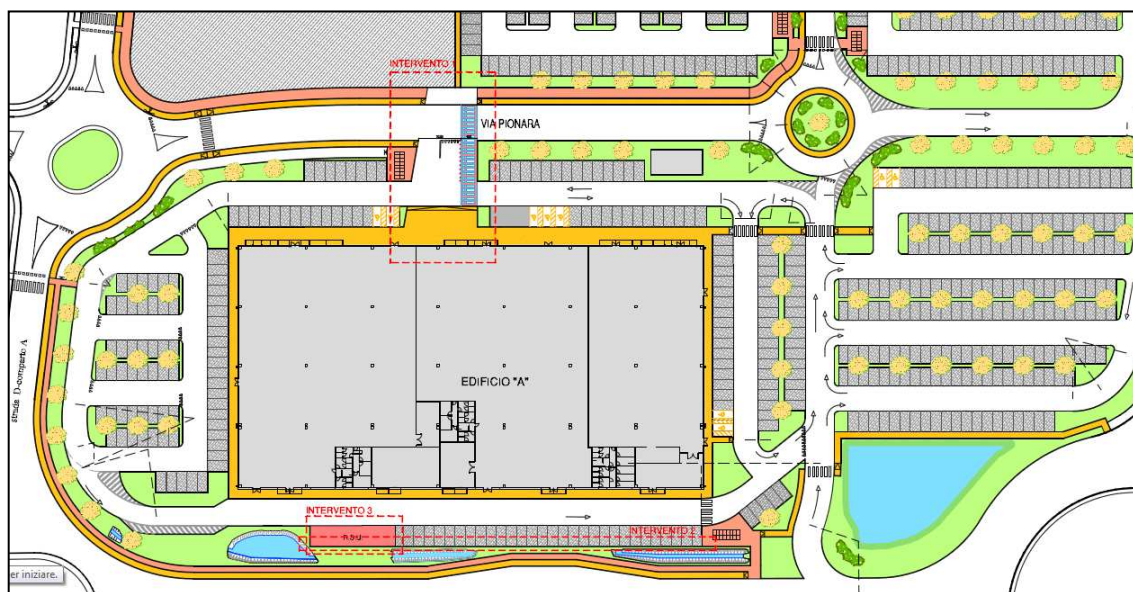 INTERVENTO 1
VIA PIONARA
strada D-comparto A
EDIFICIO "A"
INTERVENTO 3
R.S.U.
INTERVENTO 2
er iniziare.